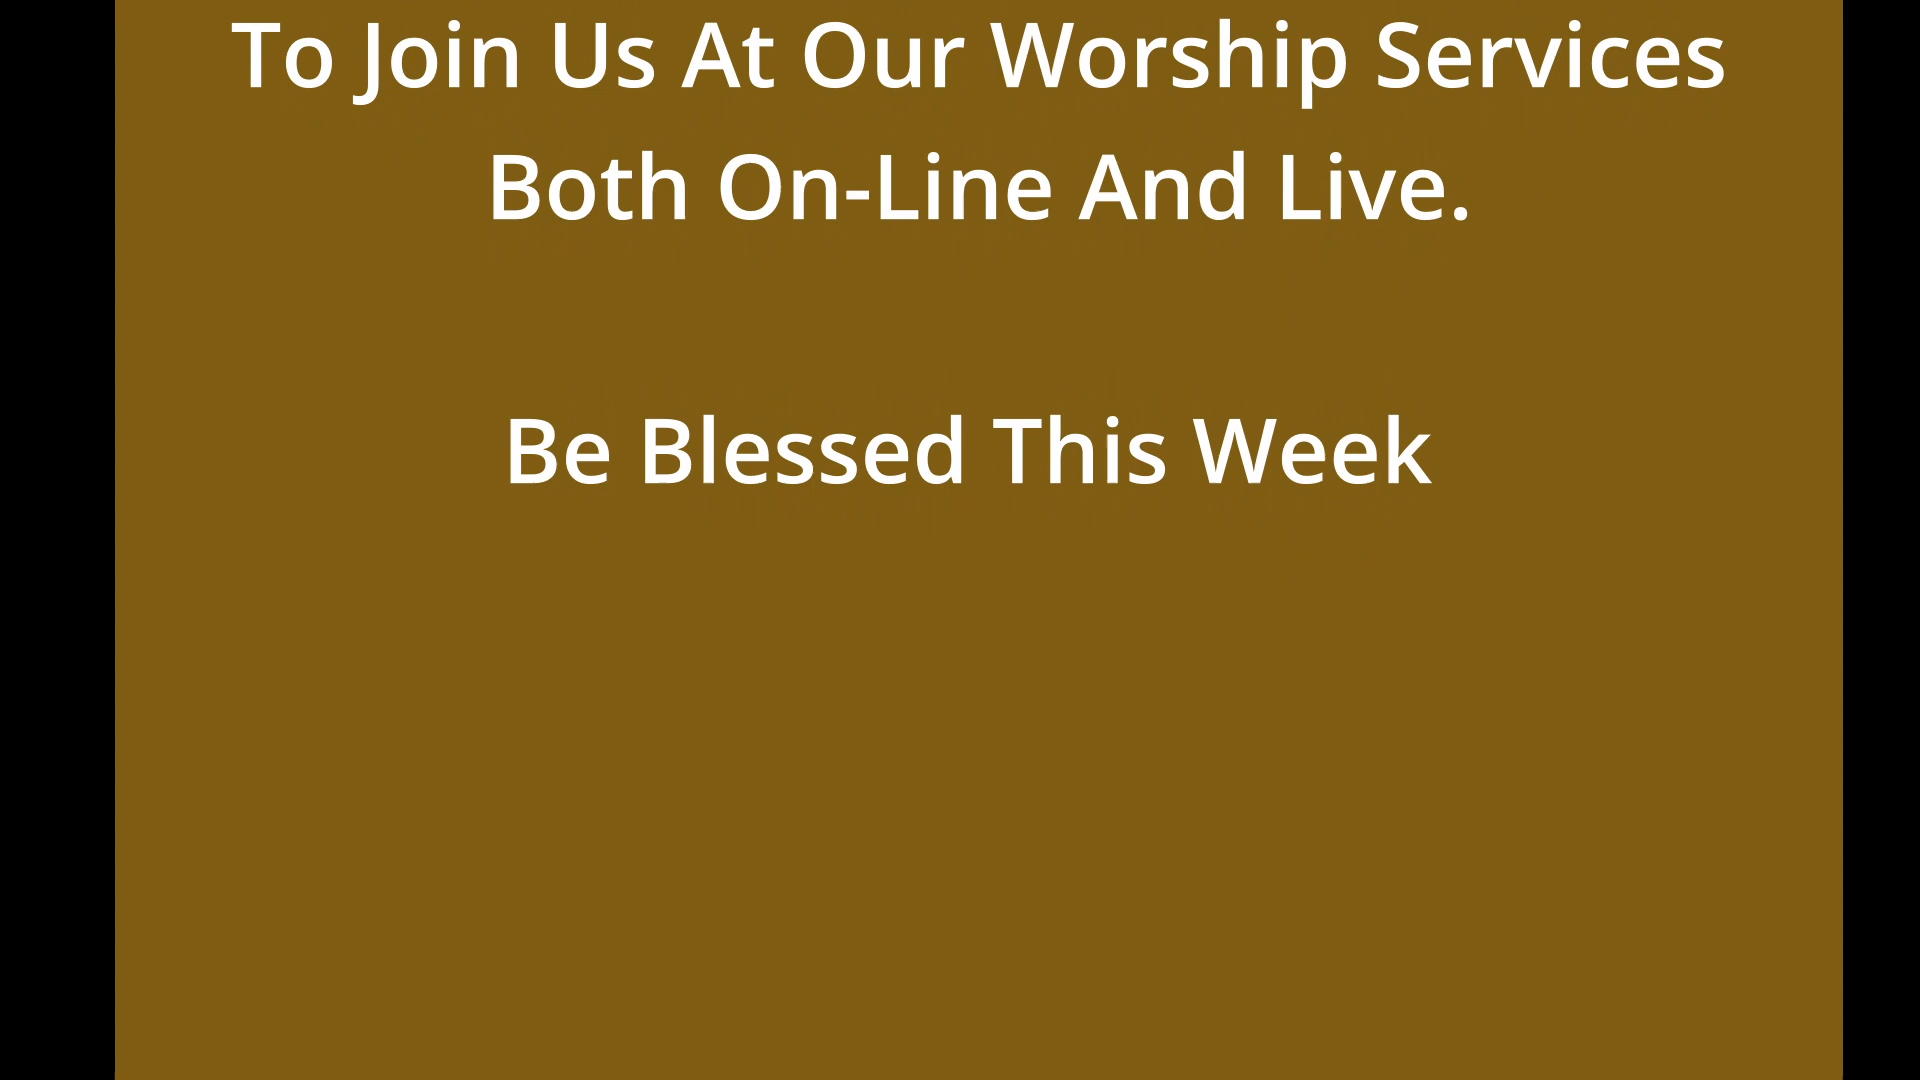 To Join Us At Our Worship Services
Both On-Line And Live.
Be Blessed This Week